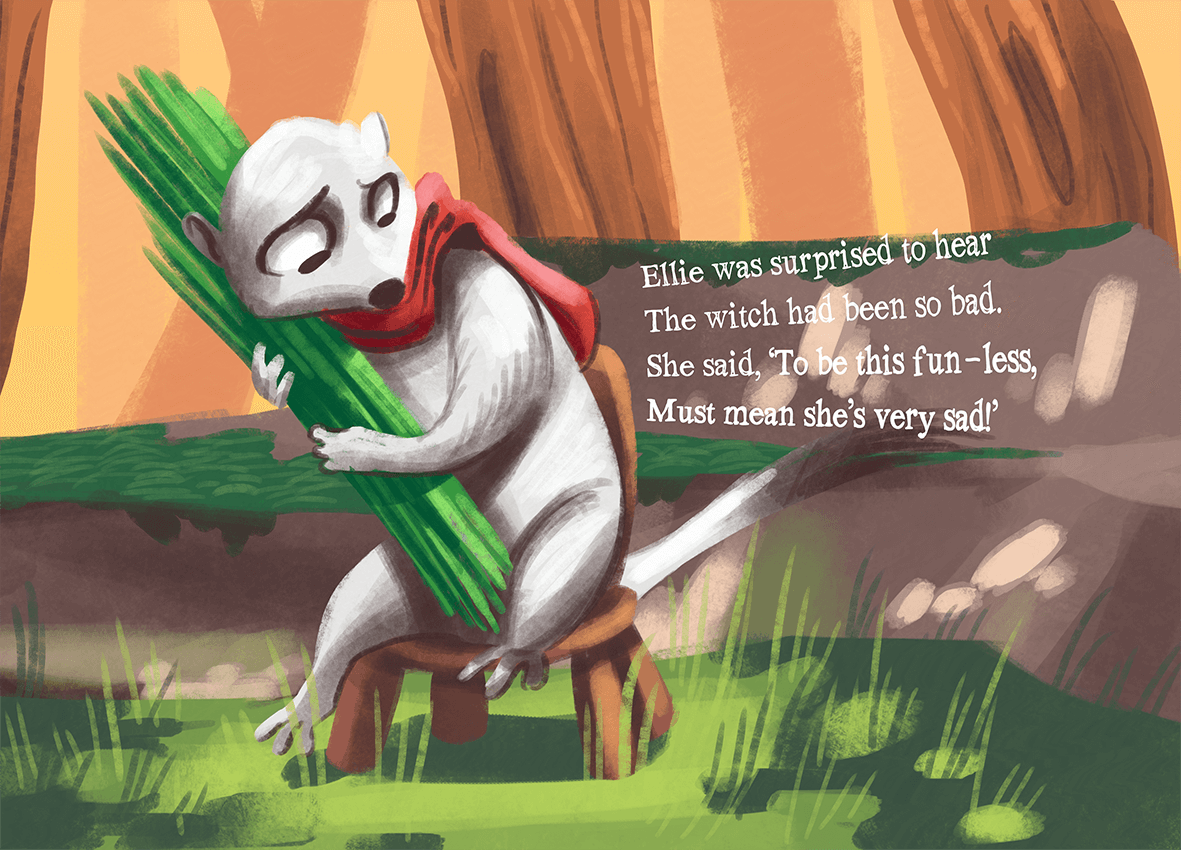 Ellie was surprised to hear
The witch had been so bad.
She said, ‘To be this fun-less,
Must mean she’s very sad!’